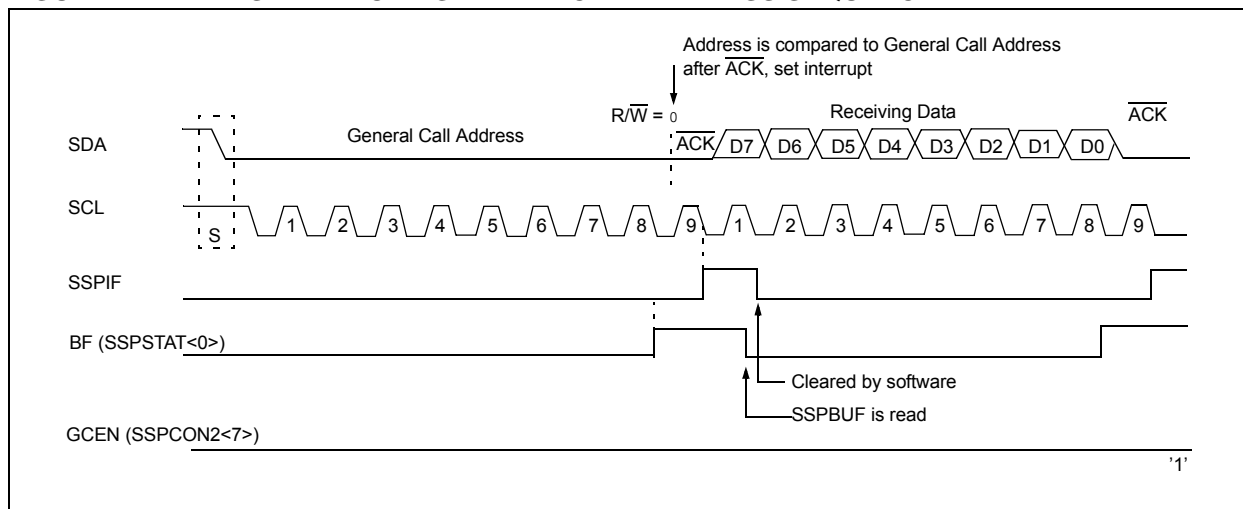 Address is compared to General Call Address
after ACK, set interrupt
R/W = 0
General Call Address
Receiving Data
ACK
SDA
ACK
D7 D6 D5 D4 D3 D2 D1 D0
SCL
S
1 2 3 4 5 6 7 8 9 1 2 3 4 5 6 7 8 9
SSPIF
BF (SSPSTAT<0>)
Cleared by software
SSPBUF is read
GCEN (SSPCON2<7>)
'1'